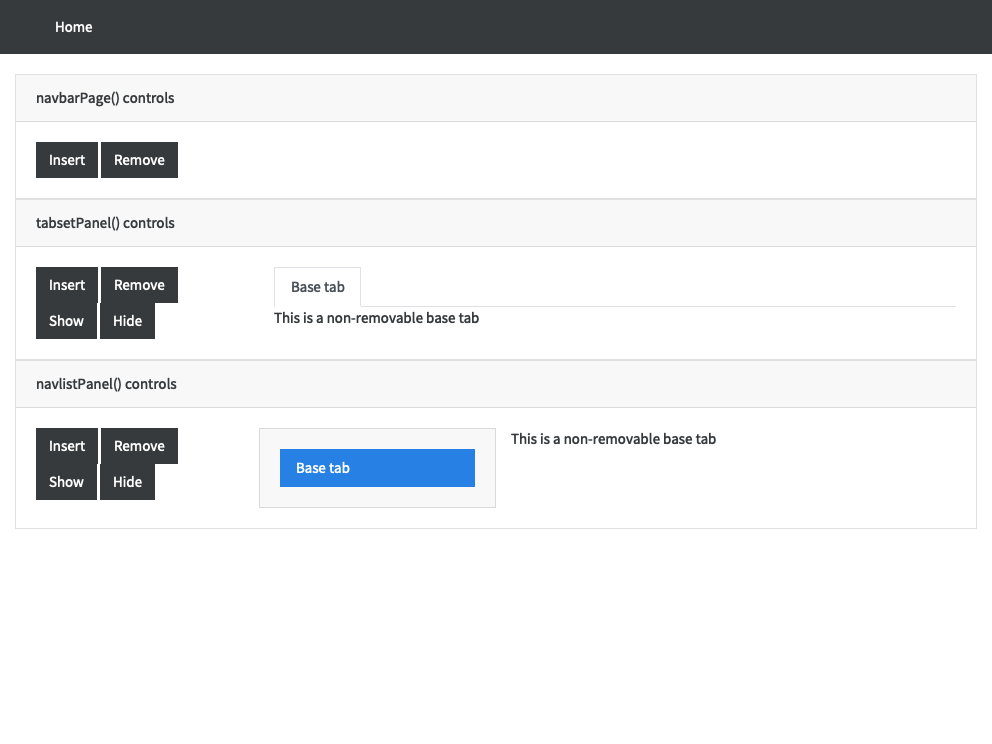 Home
navbarPage() controls
Insert Remove
tabsetPanel() controls
Insert Remove
Show Hide
Base tab
This is a non-removable base tab
navlistPanel() controls
Insert Remove
Show Hide
Base tab
This is a non-removable base tab